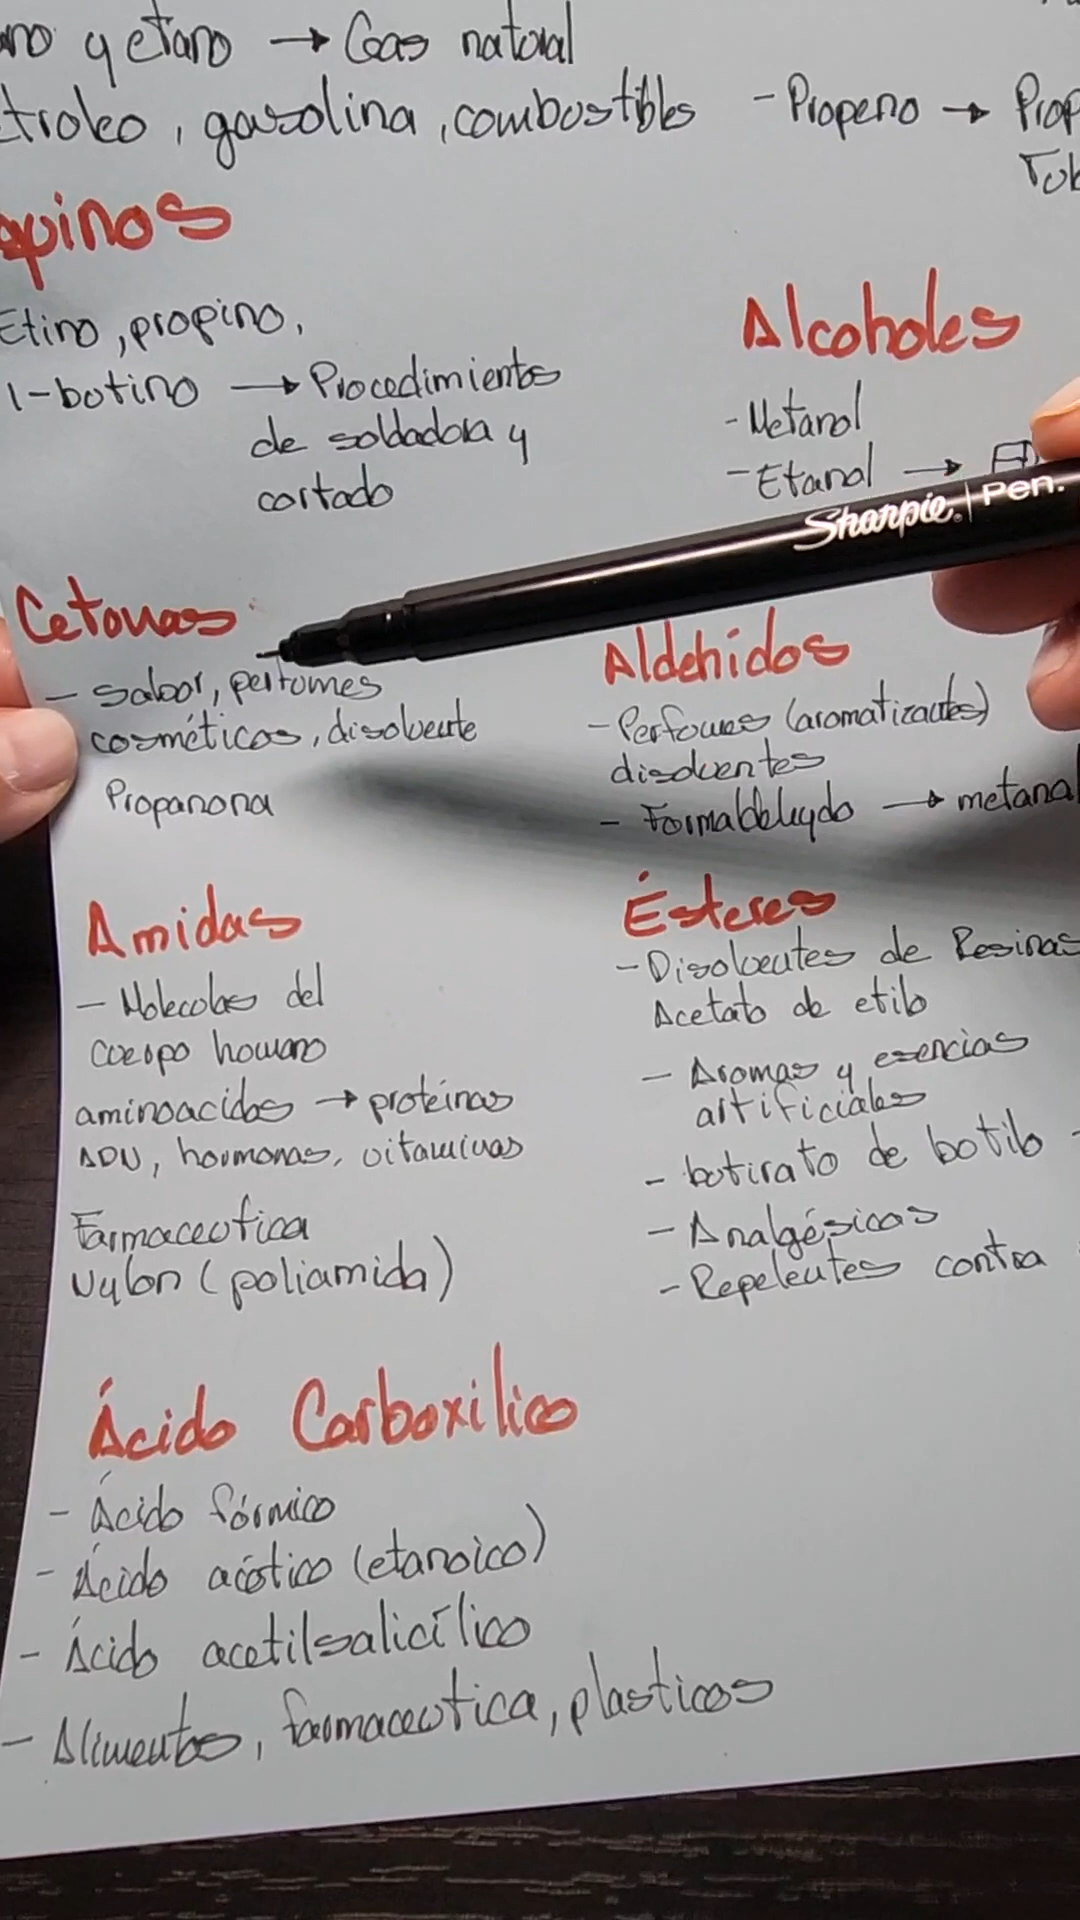 y etano → Gas natural
gasolina, combustibles
- Propeno →
Etino, propino,
1-butino → Procedimientos
de soldadura y
cortado
Alcoholes
- Metanol
- Etanol →
Sharpie. | Pen.
Cetonas
- Sabor, perfumes
cosméticos, disolvente
Propanona
Aldehidos
- Perfumes (aromatizantes)
disolventes
- Formaldehydo → metanal
Amidas
- Moleculas del
cuerpo humano
aminoacidos → proteínas
ADN, hormonas, vitaminas
Farmaceutica
Nylon (poliamida)
Ésteres
- Disolventes de Resinas
Acetato de etilo
- Aromas y esencias
artificiales
- butirato de butilo -
- Analgésicos
- Repelentes contra
Ácido Carboxilico
- Ácido fórmico
- Ácido acético (etanoico)
- Ácido acetilsalicílico
- Alimentos, farmaceutica, plasticos